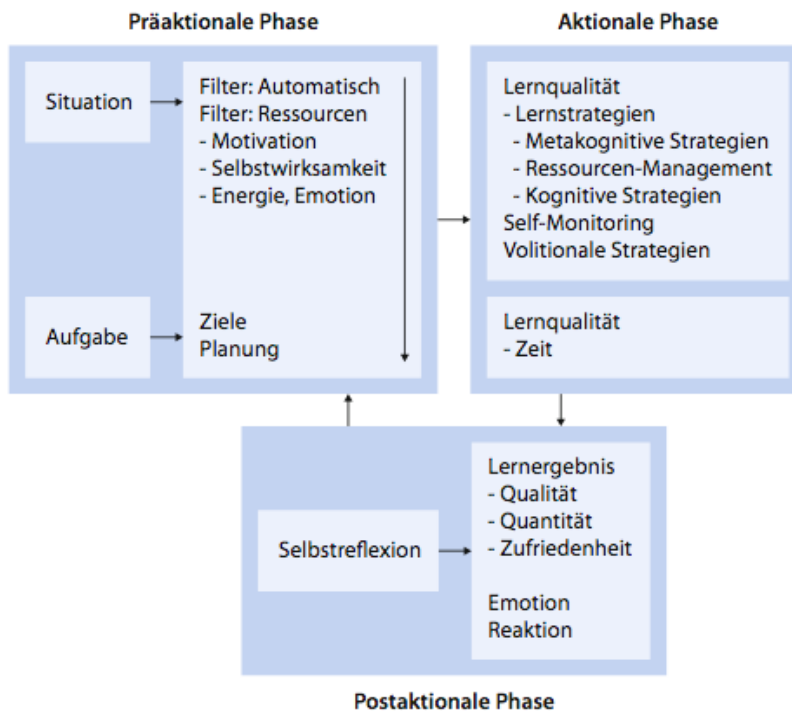 Präaktionale Phase
Situation
Filter: Automatisch
Filter: Ressourcen
- Motivation
- Selbstwirksamkeit
- Energie, Emotion
Aufgabe
Ziele
Planung
Aktionale Phase
Lernqualität
- Lernstrategien
- Metakognitive Strategien
- Ressourcen-Management
- Kognitive Strategien
Self-Monitoring
Volitionale Strategien
Lernqualität
- Zeit
Selbstreflexion
Lernergebnis
- Qualität
- Quantität
- Zufriedenheit
Emotion
Reaktion
Postaktionale Phase